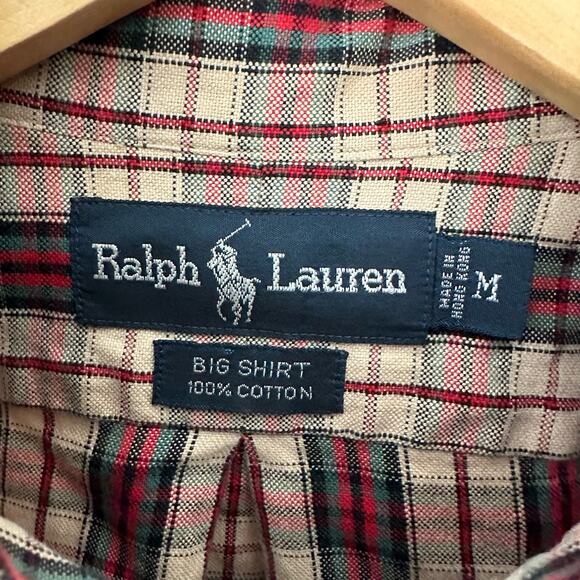 Ralph Lauren
MADE IN
HONG KONG
M
BIG SHIRT
100% COTTON